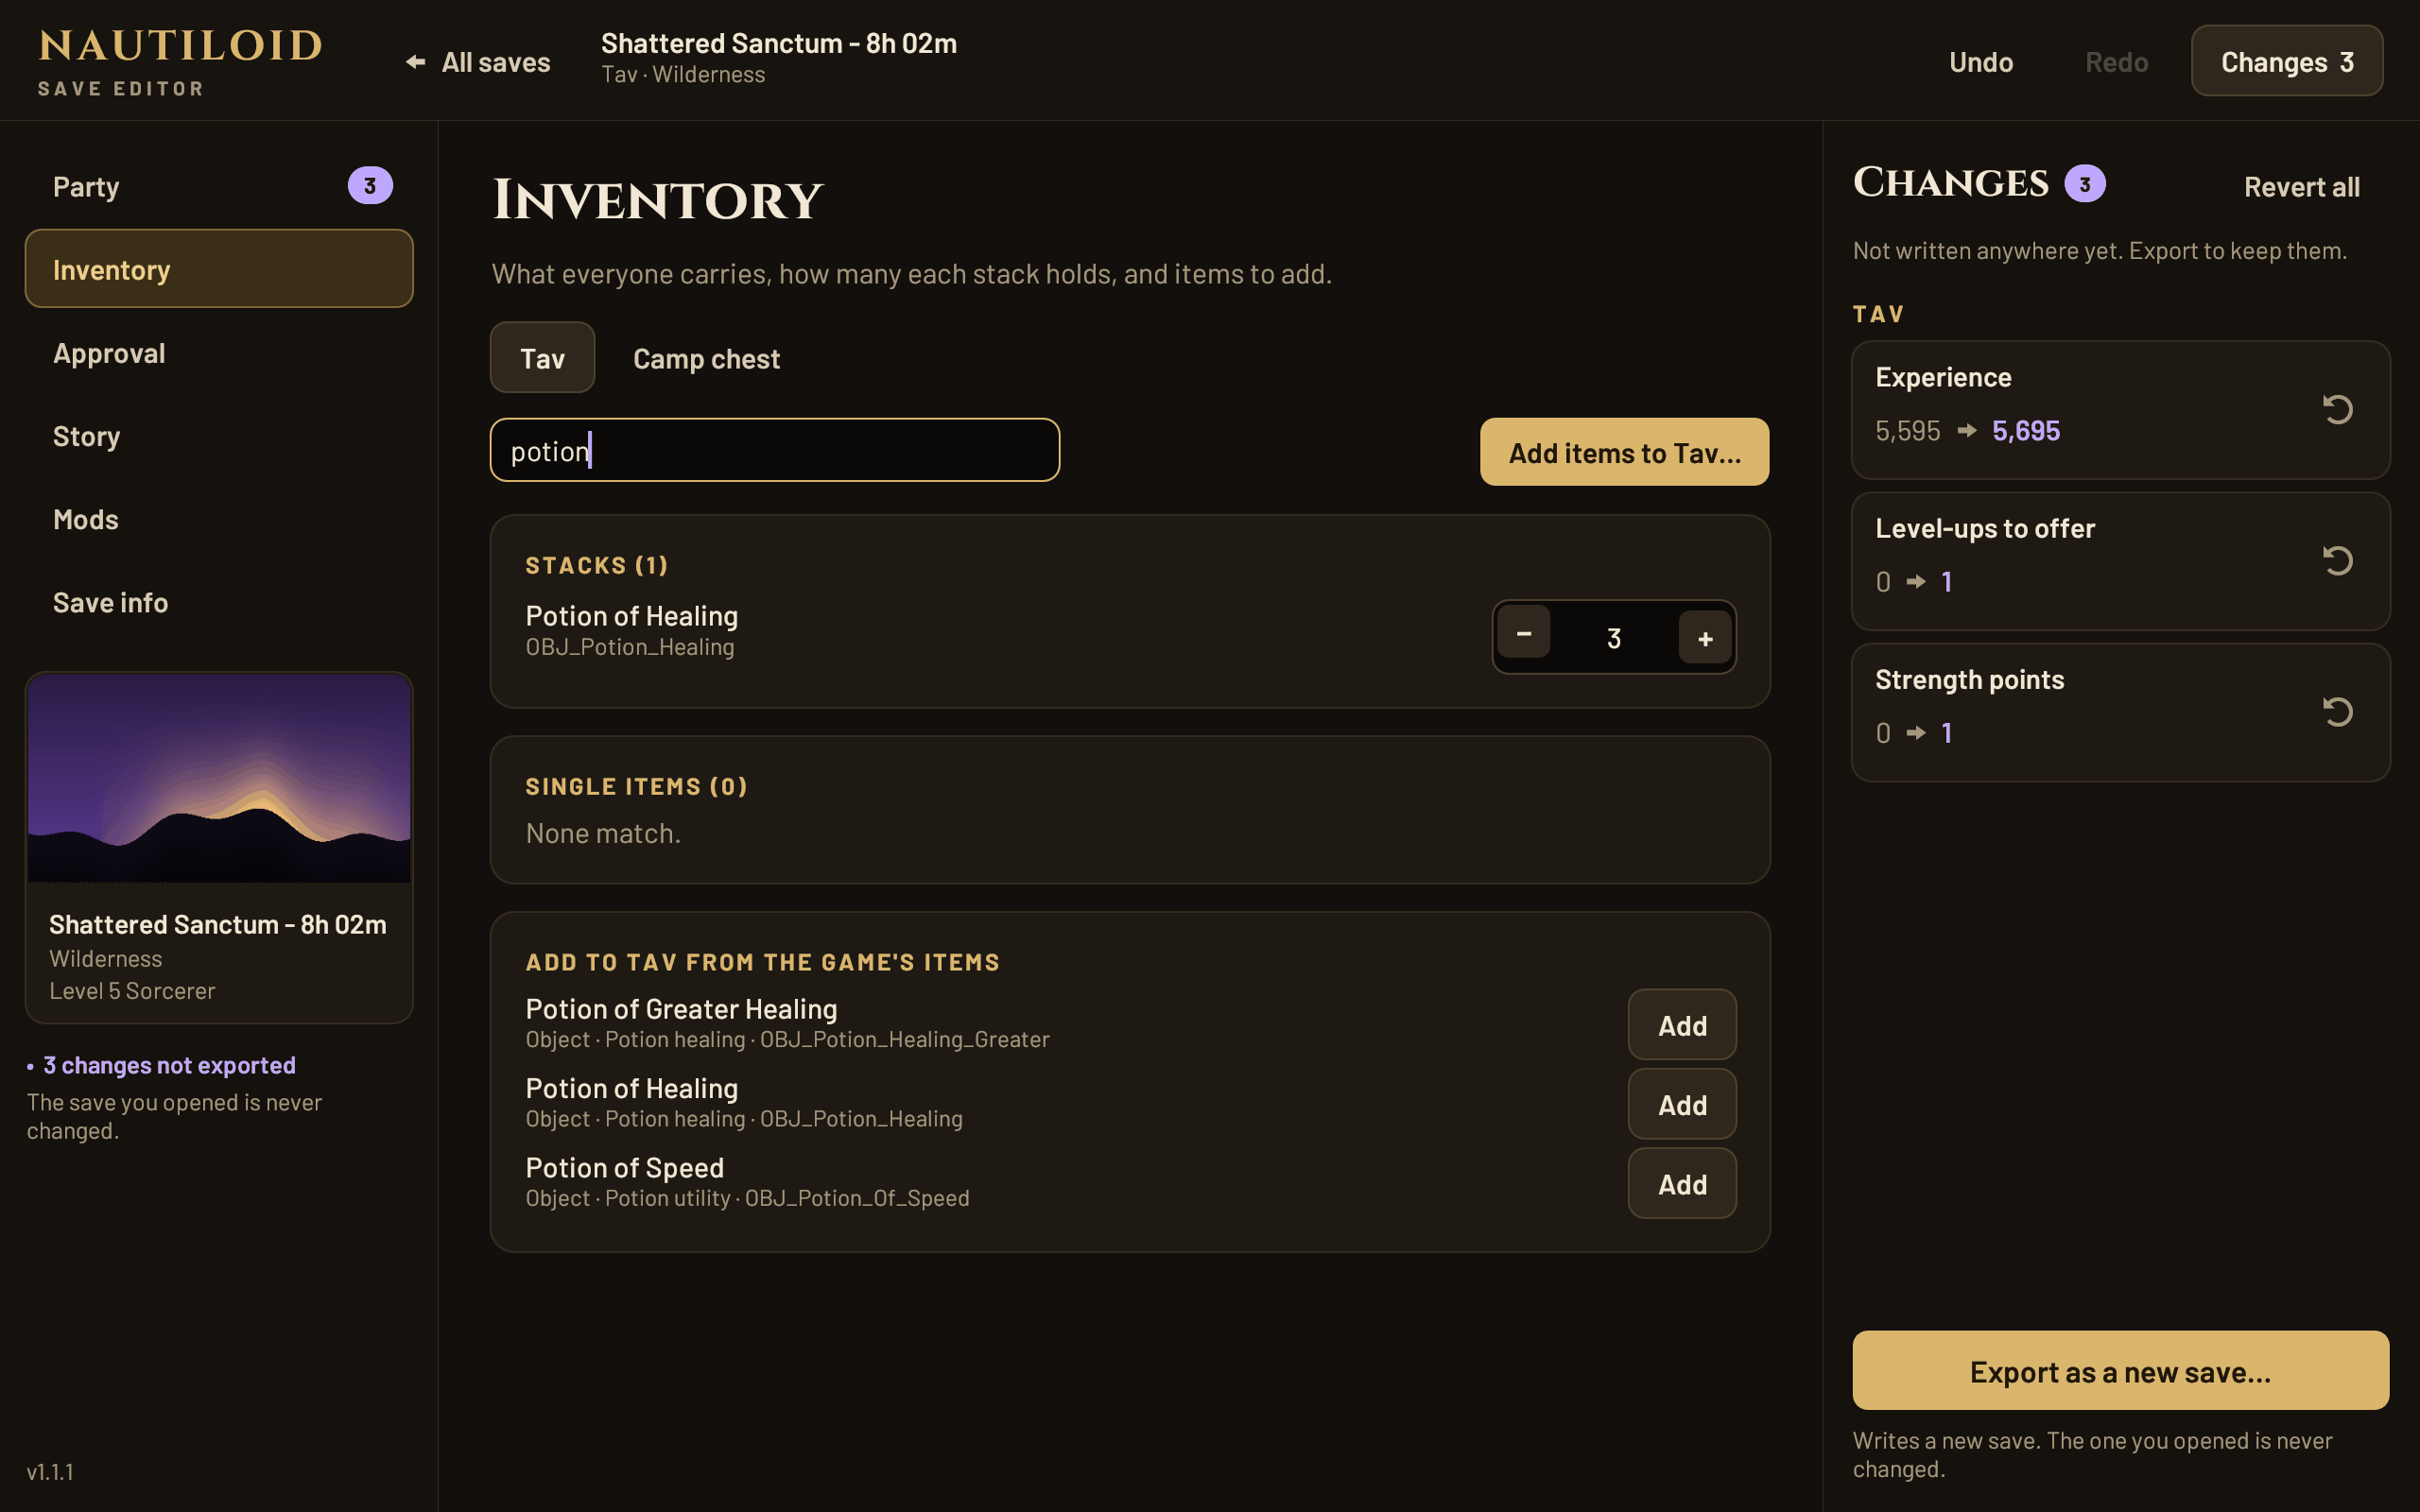 NAUTILOID
SAVE EDITOR
All saves
Shattered Sanctum - 8h 02m
Tav · Wilderness
Undo
Redo
Changes 3
Party
3
Inventory
Approval
Story
Mods
Save info
Shattered Sanctum - 8h 02m
Wilderness
Level 5 Sorcerer
• 3 changes not exported
The save you opened is never
changed.
v1.1.1
INVENTORY
What everyone carries, how many each stack holds, and items to add.
Tav
Camp chest
potion
Add items to Tav...
STACKS (1)
Potion of Healing
OBJ_Potion_Healing
−
3
+
SINGLE ITEMS (0)
None match.
ADD TO TAV FROM THE GAME'S ITEMS
Potion of Greater Healing
Object · Potion healing · OBJ_Potion_Healing_Greater
Add
Potion of Healing
Object · Potion healing · OBJ_Potion_Healing
Add
Potion of Speed
Object · Potion utility · OBJ_Potion_Of_Speed
Add
CHANGES
3
Revert all
Not written anywhere yet. Export to keep them.
TAV
Experience
5,595 → 5,695
Level-ups to offer
0 → 1
Strength points
0 → 1
Export as a new save...
Writes a new save. The one you opened is never
changed.